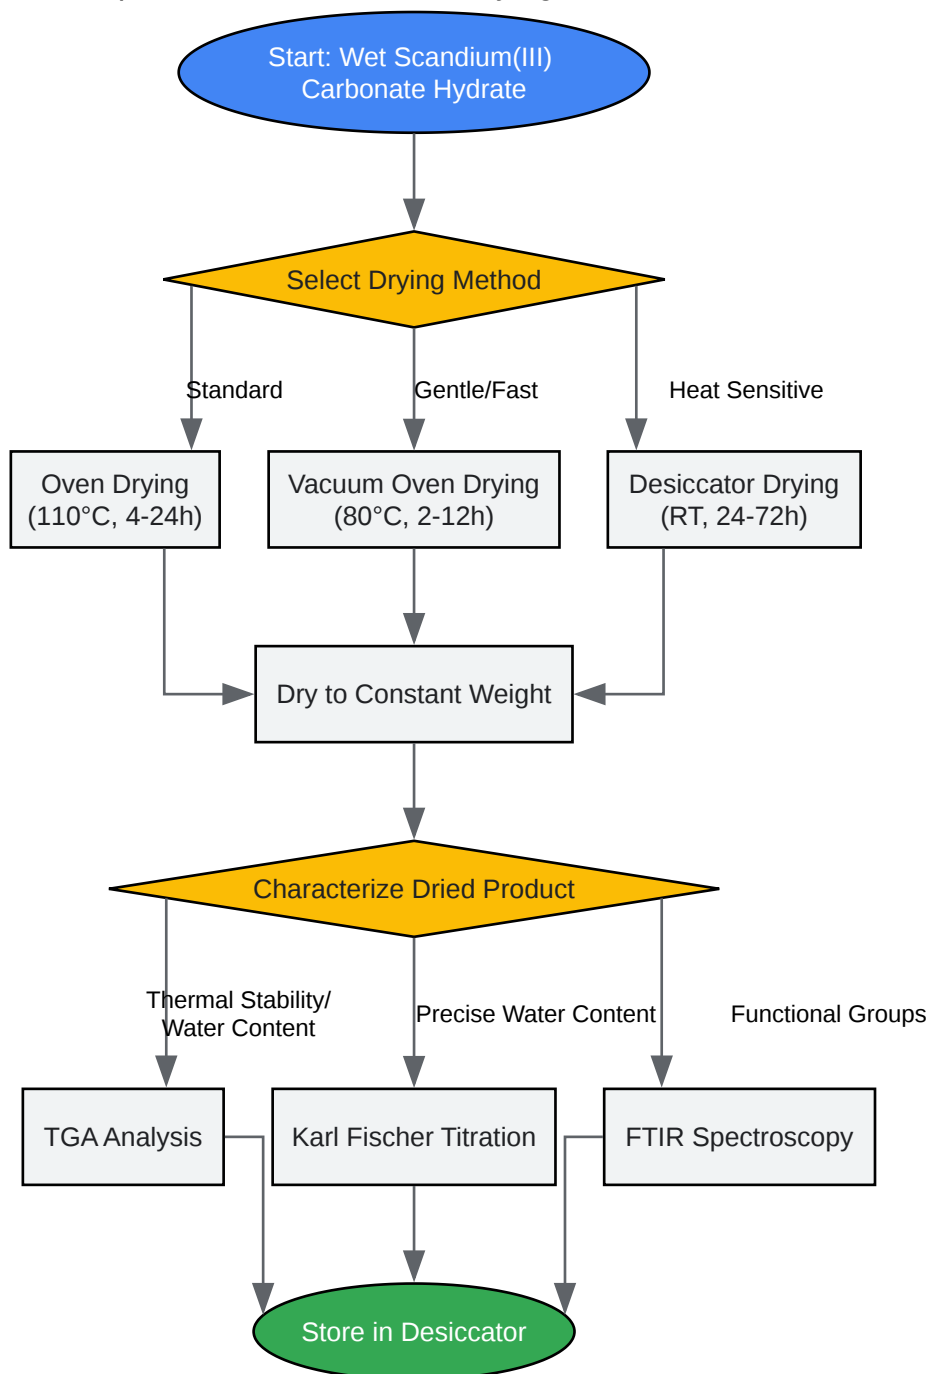 Start: Wet Scandium(III)
Carbonate Hydrate
Select Drying Method
Standard
Gentle/Fast
Heat Sensitive
Oven Drying
(110°C, 4-24h)
Vacuum Oven Drying
(80°C, 2-12h)
Desiccator Drying
(RT, 24-72h)
Dry to Constant Weight
Characterize Dried Product
Thermal Stability/
Water Content
Precise Water Content
Functional Groups
TGA Analysis
Karl Fischer Titration
FTIR Spectroscopy
Store in Desiccator